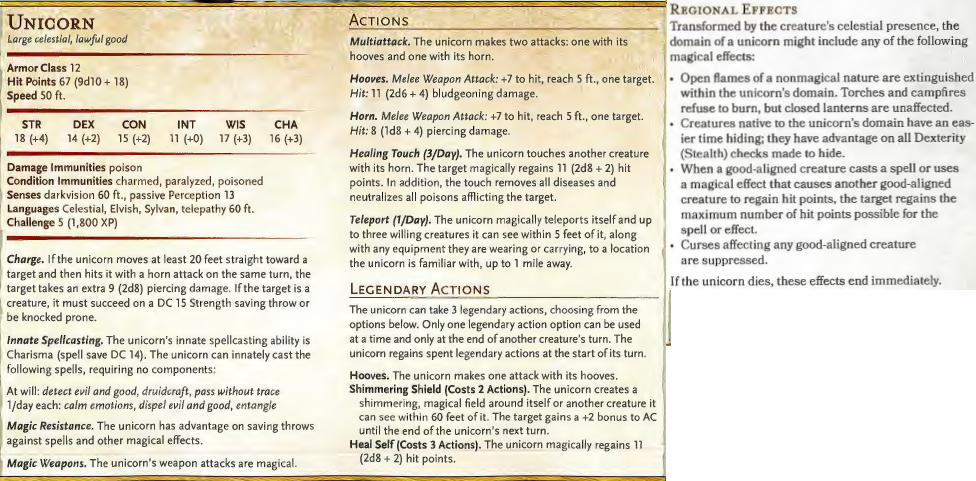 UNICORN
Large celestial, lawful good
Armor Class 12
Hit Points 67 (9d10 + 18)
Speed 50 ft.
STR DEX CON INT WIS CHA
18 (+4) 14 (+2) 15 (+2) 11 (+0) 17 (+3) 16 (+3)
Damage Immunities poison
Condition Immunities charmed, paralyzed, poisoned
Senses darkvision 60 ft., passive Perception 13
Languages Celestial, Elvish, Sylvan, telepathy 60 ft.
Challenge 5 (1,800 XP)
Charge. If the unicorn moves at least 20 feet straight toward a
target and then hits it with a horn attack on the same turn, the
target takes an extra 9 (2d8) piercing damage. If the target is a
creature, it must succeed on a DC 15 Strength saving throw or
be knocked prone.
Innate Spellcasting. The unicorn's innate spellcasting ability is
Charisma (spell save DC 14). The unicorn can innately cast the
following spells, requiring no components:
At will: detect evil and good, druidcraft, pass without trace
1/day each: calm emotions, dispel evil and good, entangle
Magic Resistance. The unicorn has advantage on saving throws
against spells and other magical effects.
Magic Weapons. The unicorn's weapon attacks are magical.
ACTIONS
Multiattack. The unicorn makes two attacks: one with its
hooves and one with its horn.
Hooves. Melee Weapon Attack: +7 to hit, reach 5 ft., one target.
Hit: 11 (2d6 + 4) bludgeoning damage.
Horn. Melee Weapon Attack: +7 to hit, reach 5 ft., one target.
Hit: 8 (1d8 + 4) piercing damage.
Healing Touch (3/Day). The unicorn touches another creature
with its horn. The target magically regains 11 (2d8 + 2) hit
points. In addition, the touch removes all diseases and
neutralizes all poisons afflicting the target.
Teleport (1/Day). The unicorn magically teleports itself and up
to three willing creatures it can see within 5 feet of it, along
with any equipment they are wearing or carrying, to a location
the unicorn is familiar with, up to 1 mile away.
LEGENDARY ACTIONS
The unicorn can take 3 legendary actions, choosing from the
options below. Only one legendary action option can be used
at a time and only at the end of another creature's turn. The
unicorn regains spent legendary actions at the start of its turn.
Hooves. The unicorn makes one attack with its hooves.
Shimmering Shield (Costs 2 Actions). The unicorn creates a
shimmering, magical field around itself or another creature it
can see within 60 feet of it. The target gains a +2 bonus to AC
until the end of the unicorn's next turn.
Heal Self (Costs 3 Actions). The unicorn magically regains 11
(2d8 + 2) hit points.
REGIONAL EFFECTS
Transformed by the creature's celestial presence, the
domain of a unicorn might include any of the following
magical effects:
• Open flames of a nonmagical nature are extinguished
within the unicorn's domain. Torches and campfires
refuse to burn, but closed lanterns are unaffected.
• Creatures native to the unicorn's domain have an eas-
ier time hiding; they have advantage on all Dexterity
(Stealth) checks made to hide.
• When a good-aligned creature casts a spell or uses
a magical effect that causes another good-aligned
creature to regain hit points, the target regains the
maximum number of hit points possible for the
spell or effect.
• Curses affecting any good-aligned creature
are suppressed.
If the unicorn dies, these effects end immediately.